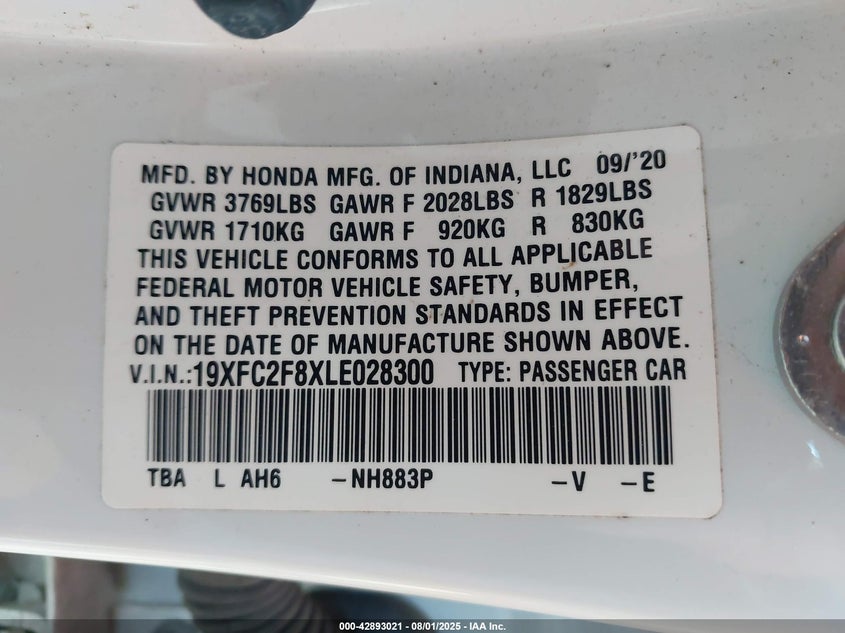 MFD. BY HONDA MFG. OF INDIANA, LLC 09/'20
GVWR 3769LBS GAWR F 2028LBS R 1829LBS
GVWR 1710KG GAWR F 920KG R 830KG
THIS VEHICLE CONFORMS TO ALL APPLICABLE
FEDERAL MOTOR VEHICLE SAFETY, BUMPER,
AND THEFT PREVENTION STANDARDS IN EFFECT
ON THE DATE OF MANUFACTURE SHOWN ABOVE.
V.I.N.:19XFC2F8XLE028300 TYPE: PASSENGER CAR
TBA L AH6 -NH883P -V -E
000-42893021 - 08/01/2025 - IAA Inc.